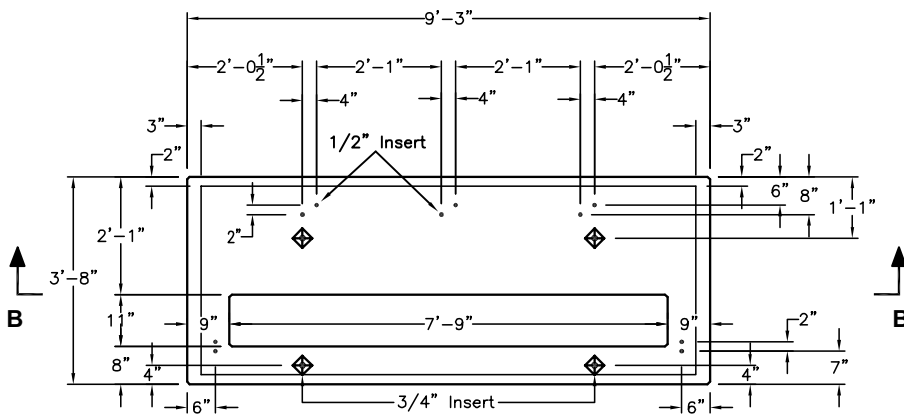 9'-3"
2'-0 1/2" 2'-1" 2'-1" 2'-0 1/2"
4" 4" 4"
3" 3"
1/2" Insert
2" 2"
6" 8" 1'-1"
2'-1" 2"
3'-8"
B B
11" 9" 7'-9" 9" 2"
8" 4" 4" 7"
3/4" Insert
6" 6"